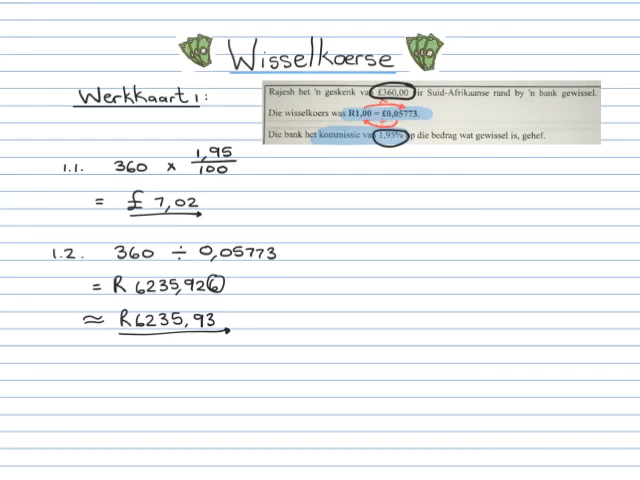 Wisselkoerse
Werkkaart 1:
Rajesh het 'n geskenk van £360,00 vir Suid-Afrikaanse rand by 'n bank gewissel.
Die wisselkoers was R1,00 = £0,05773.
Die bank het kommissie van 1,95% op die bedrag wat gewissel is, gehef.
1.1. 360 × 1,95/100
= £ 7,02
1.2. 360 ÷ 0,05773
= R 6235,926
≈ R6235,93